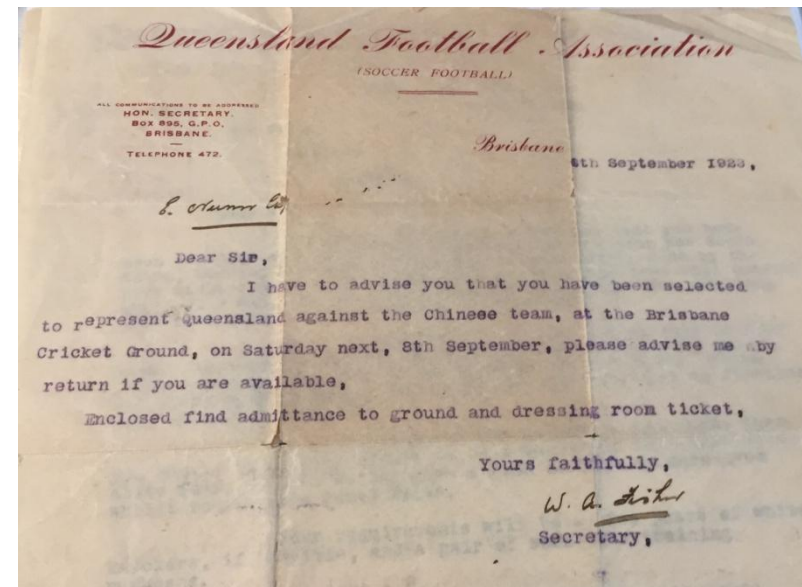 Queensland Football Association
(SOCCER FOOTBALL)
ALL COMMUNICATIONS TO BE ADDRESSED
HON. SECRETARY.
BOX 895, G.P.O.
BRISBANE.
TELEPHONE 472.
Brisbane
4th September 1923,
E.
Dear Sir,
I have to advise you that you have been selected
to represent Queensland against the Chinese team, at the Brisbane
Cricket Ground, on Saturday next, 8th September, please advise me by
return if you are available,
Enclosed find admittance to ground and dressing room ticket,
Yours faithfully,
W. A. Fisher
Secretary,